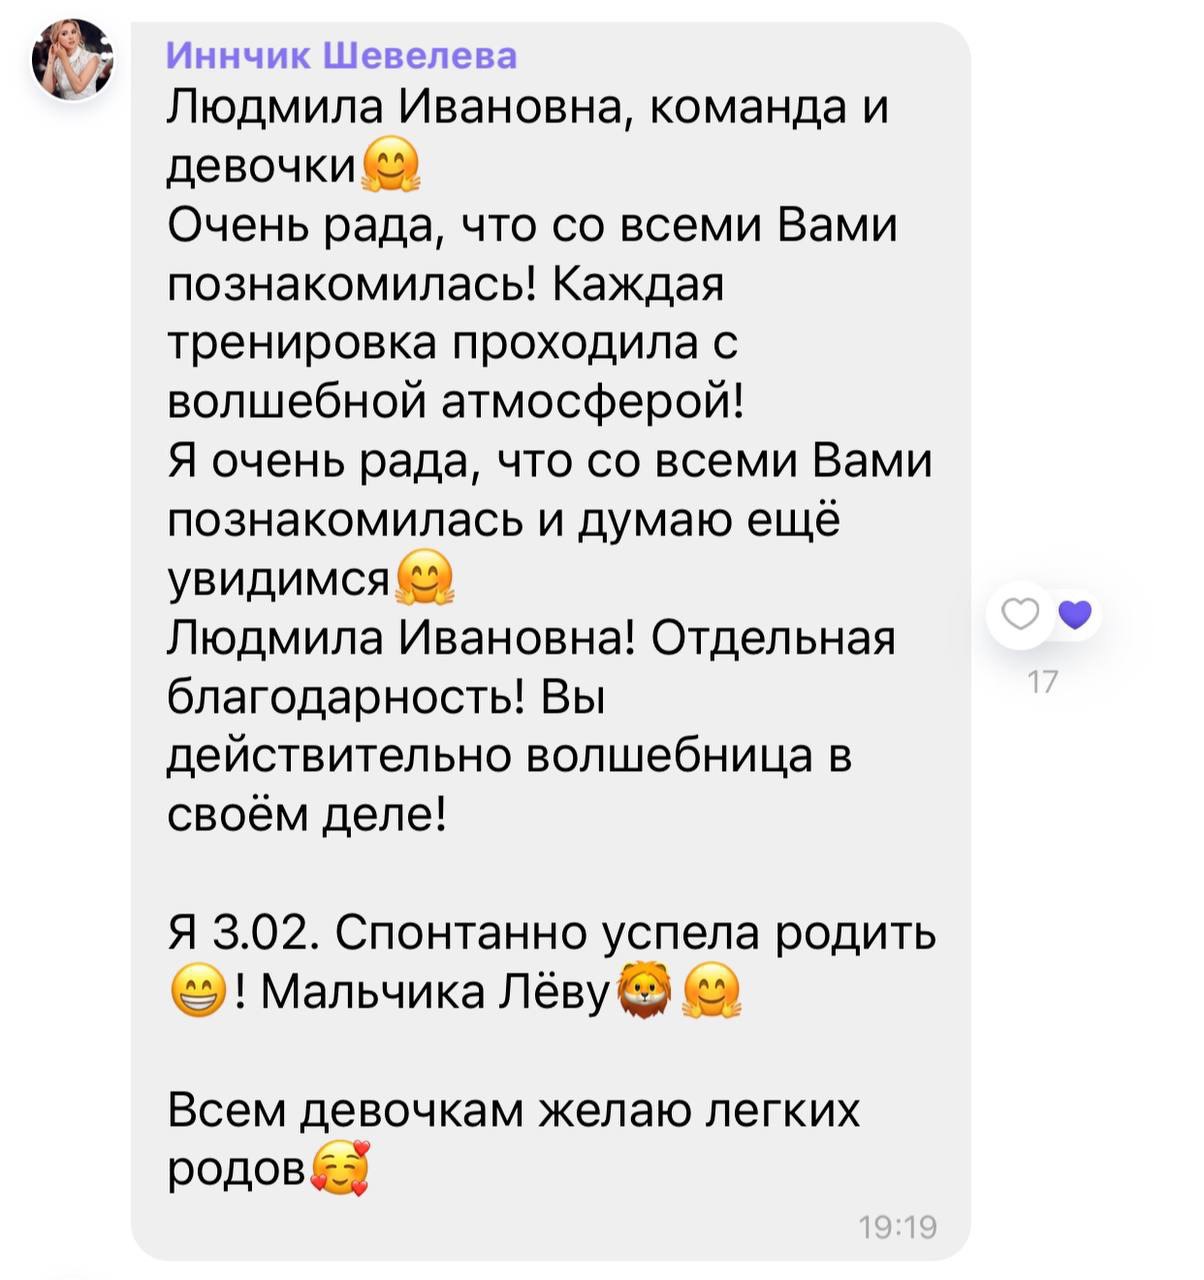 Иннчик Шевелева
Людмила Ивановна, команда и
девочки🤗
Очень рада, что со всеми Вами
познакомилась! Каждая
тренировка проходила с
волшебной атмосферой!
Я очень рада, что со всеми Вами
познакомилась и думаю ещё
увидимся🤗
Людмила Ивановна! Отдельная
благодарность! Вы
действительно волшебница в
своём деле!
Я 3.02. Спонтанно успела родить
😁! Мальчика Лёву🦁🤗
Всем девочкам желаю легких
родов🥰
19:19
17